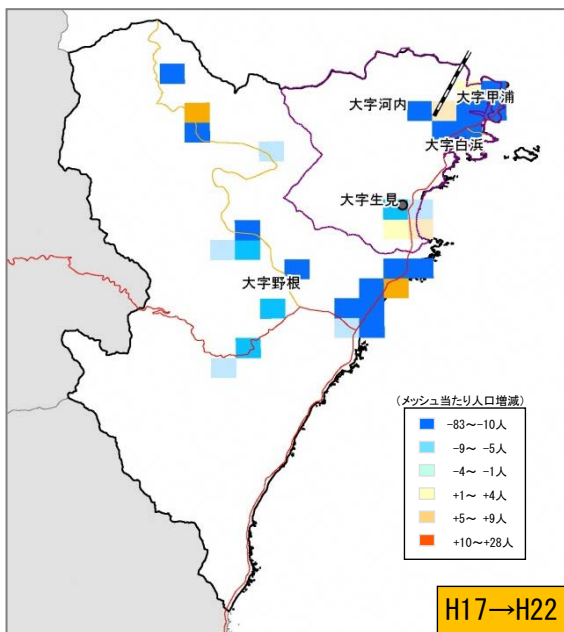 大字河内
大字甲浦
大字白浜
大字生見
大字野根
(メッシュ当たり人口増減)
-83～-10人
-9～ -5人
-4～ -1人
+1～ +4人
+5～ +9人
+10～+28人
H17→H22